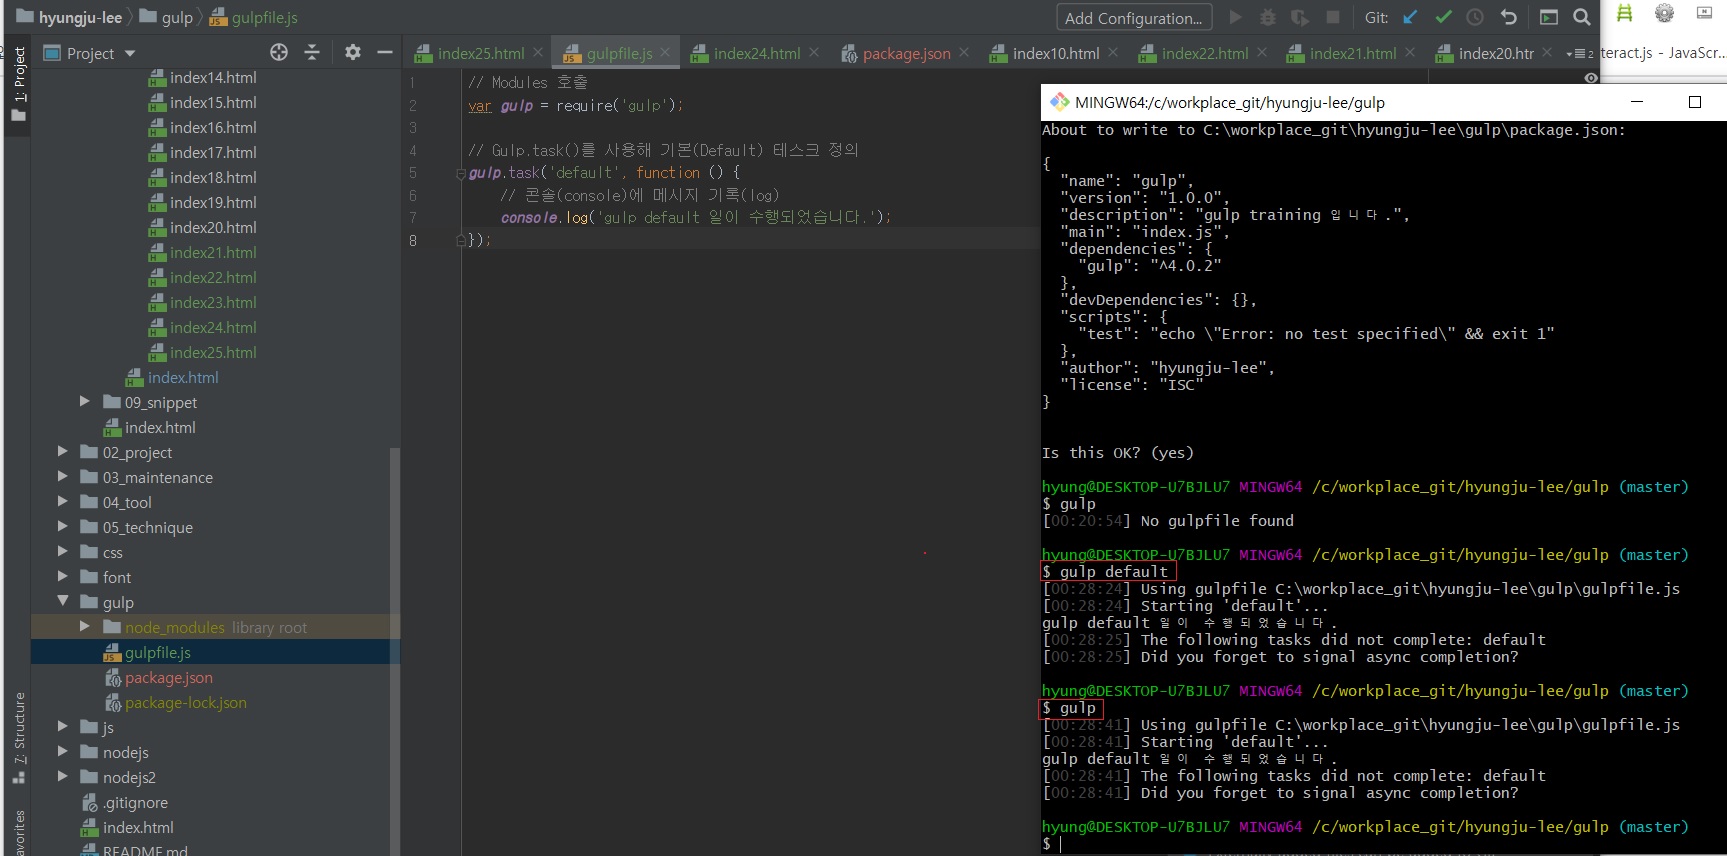 hyungju-lee
gulp
gulpfile.js
Add Configuration...
Git:
Project
index25.html
gulpfile.js
index24.html
package.json
index10.html
index22.html
index21.html
index20.htr
2
teract.js - JavaScr...
1: Project
7: Structure
avorites
index14.html
index15.html
index16.html
index17.html
index18.html
index19.html
index20.html
index21.html
index22.html
index23.html
index24.html
index25.html
index.html
09_snippet
index.html
02_project
03_maintenance
04_tool
05_technique
css
font
gulp
node_modules library root
gulpfile.js
package.json
package-lock.json
js
nodejs
nodejs2
.gitignore
index.html
README.md
1 // Modules 호출
2 var gulp = require('gulp');
3
4 // Gulp.task()를 사용해 기본(Default) 테스크 정의
5 gulp.task('default', function () {
6 // 콘솔(console)에 메시지 기록(log)
7 console.log('gulp default 일이 수행되었습니다.');
8 });
MINGW64:/c/workplace_git/hyungju-lee/gulp
About to write to C:\workplace_git\hyungju-lee\gulp\package.json:
{
"name": "gulp",
"version": "1.0.0",
"description": "gulp training 입니다.",
"main": "index.js",
"dependencies": {
"gulp": "^4.0.2"
},
"devDependencies": {},
"scripts": {
"test": "echo \"Error: no test specified\" && exit 1"
},
"author": "hyungju-lee",
"license": "ISC"
}
Is this OK? (yes)
hyung@DESKTOP-U7BJLU7 MINGW64 /c/workplace_git/hyungju-lee/gulp (master)
$ gulp
[00:20:54] No gulpfile found
hyung@DESKTOP-U7BJLU7 MINGW64 /c/workplace_git/hyungju-lee/gulp (master)
$ gulp default
[00:28:24] Using gulpfile C:\workplace_git\hyungju-lee\gulp\gulpfile.js
[00:28:24] Starting 'default'...
gulp default 일이 수행되었습니다.
[00:28:25] The following tasks did not complete: default
[00:28:25] Did you forget to signal async completion?
hyung@DESKTOP-U7BJLU7 MINGW64 /c/workplace_git/hyungju-lee/gulp (master)
$ gulp
[00:28:41] Using gulpfile C:\workplace_git\hyungju-lee\gulp\gulpfile.js
[00:28:41] Starting 'default'...
gulp default 일이 수행되었습니다.
[00:28:41] The following tasks did not complete: default
[00:28:41] Did you forget to signal async completion?
hyung@DESKTOP-U7BJLU7 MINGW64 /c/workplace_git/hyungju-lee/gulp (master)
$